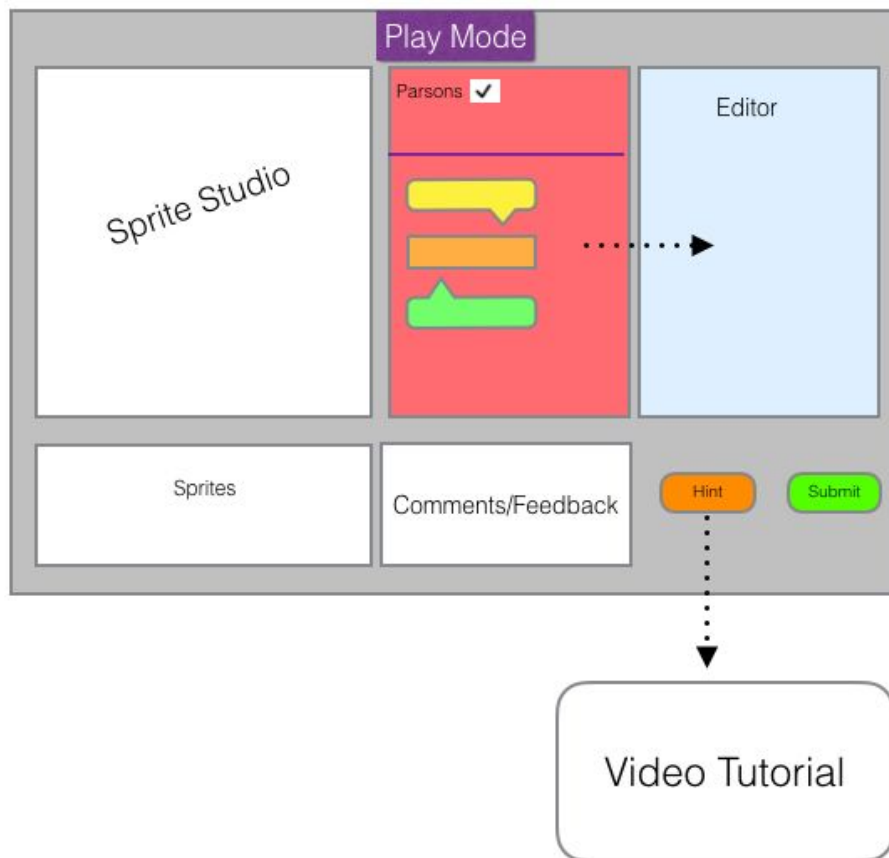 Play Mode
Sprite Studio
Parsons
Editor
Sprites
Comments/Feedback
Hint
Submit
Video Tutorial